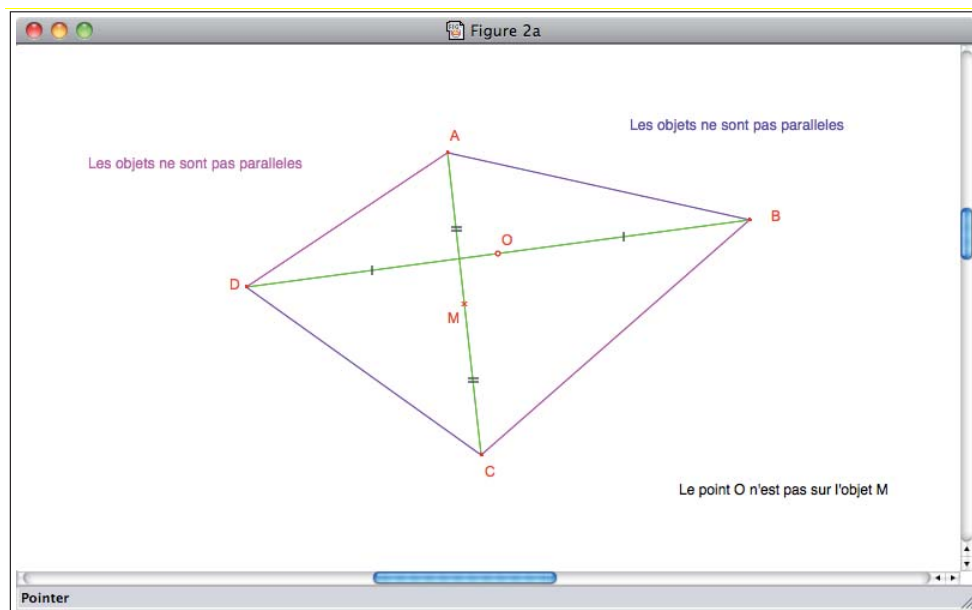 Figure 2a
Les objets ne sont pas paralleles
A
Les objets ne sont pas paralleles
B
O
D
M
C
Le point O n'est pas sur l'objet M
Pointer